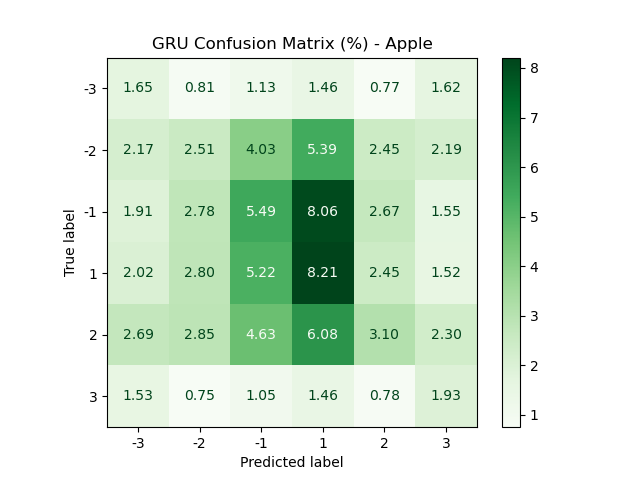 GRU Confusion Matrix (%) - Apple
-3 1.65 0.81 1.13 1.46 0.77 1.62
-2 2.17 2.51 4.03 5.39 2.45 2.19
-1 1.91 2.78 5.49 8.06 2.67 1.55
1 2.02 2.80 5.22 8.21 2.45 1.52
2 2.69 2.85 4.63 6.08 3.10 2.30
3 1.53 0.75 1.05 1.46 0.78 1.93
-3 -2 -1 1 2 3
Predicted label
True label
8
7
6
5
4
3
2
1